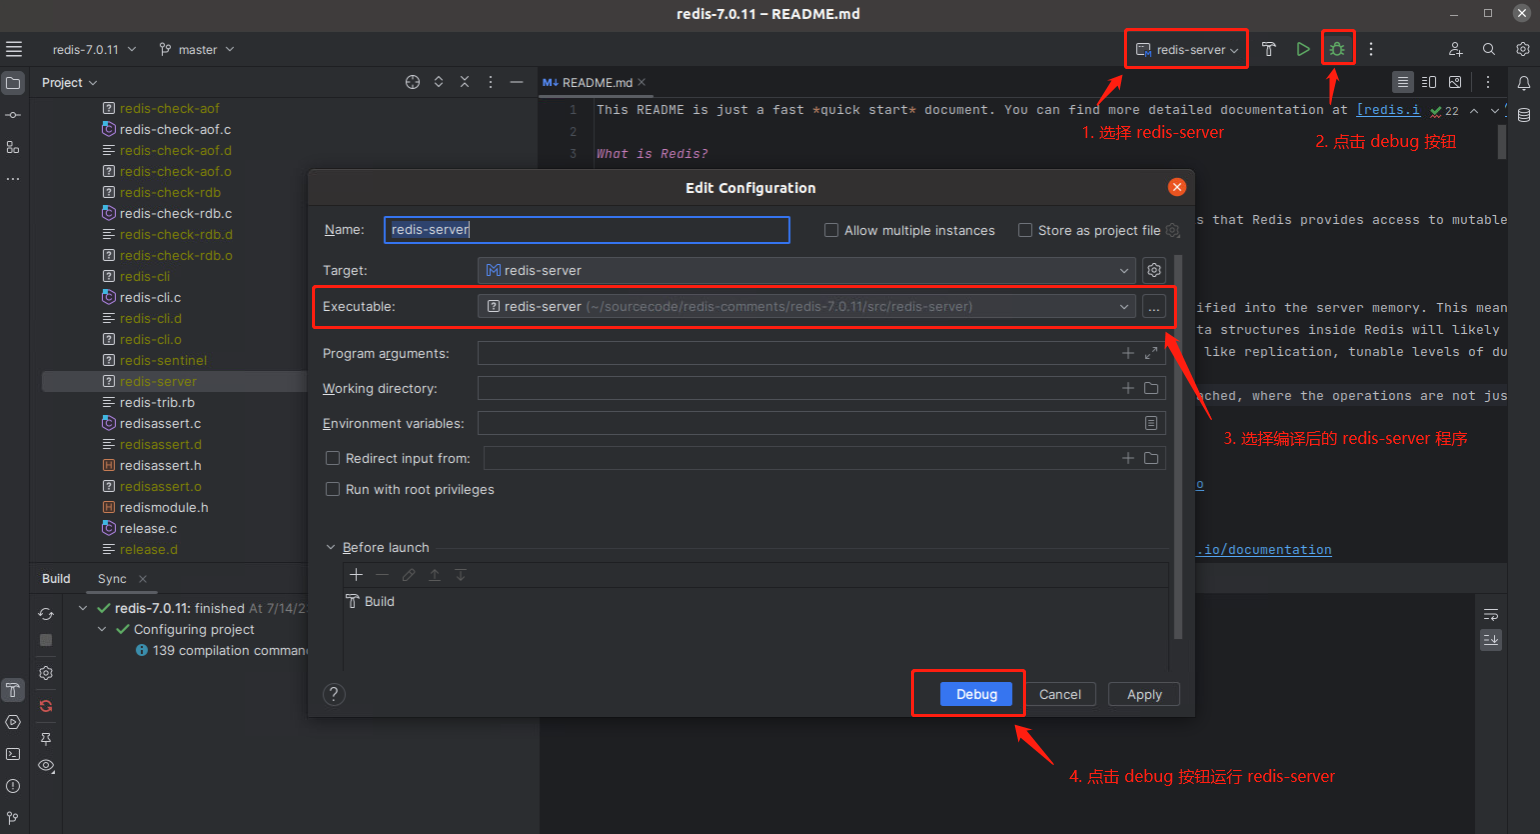 redis-7.0.11 – README.md
redis-7.0.11
master
redis-server
Project
M↓ README.md
redis-check-aof
redis-check-aof.c
redis-check-aof.d
redis-check-aof.o
redis-check-rdb
redis-check-rdb.c
redis-check-rdb.d
redis-check-rdb.o
redis-cli
redis-cli.c
redis-cli.d
redis-cli.o
redis-sentinel
redis-server
redis-trib.rb
redisassert.c
redisassert.d
redisassert.h
redisassert.o
redismodule.h
release.c
release.d
1 This README is just a fast *quick start* document. You can find more detailed documentation at [redis.i
22
2
3 What is Redis?
1. 选择 redis-server
2. 点击 debug 按钮
s that Redis provides access to mutable
ified into the server memory. This mean
ta structures inside Redis will likely
like replication, tunable levels of du
ached, where the operations are not jus
o
.io/documentation
Edit Configuration
Name: redis-server
Allow multiple instances
Store as project file
Target: redis-server
Executable: redis-server (~/sourcecode/redis-comments/redis-7.0.11/src/redis-server)
...
Program arguments:
Working directory:
Environment variables:
Redirect input from:
Run with root privileges
Before launch
Build
?
Debug
Cancel
Apply
3. 选择编译后的 redis-server 程序
4. 点击 debug 按钮运行 redis-server
Build
Sync
redis-7.0.11: finished At 7/14/2
Configuring project
139 compilation comman